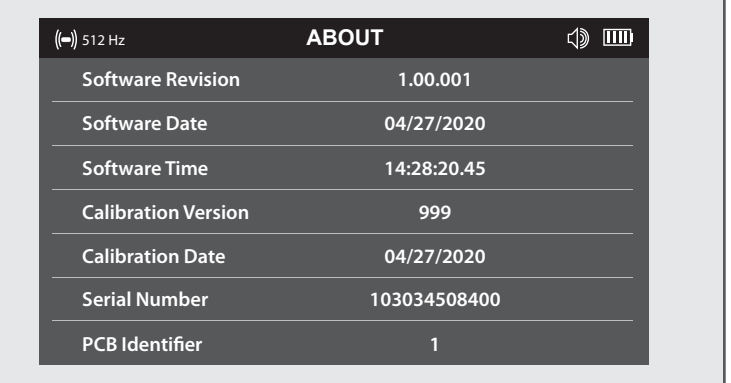 512 Hz ABOUT
Software Revision 1.00.001
Software Date 04/27/2020
Software Time 14:28:20.45
Calibration Version 999
Calibration Date 04/27/2020
Serial Number 103034508400
PCB Identifier 1